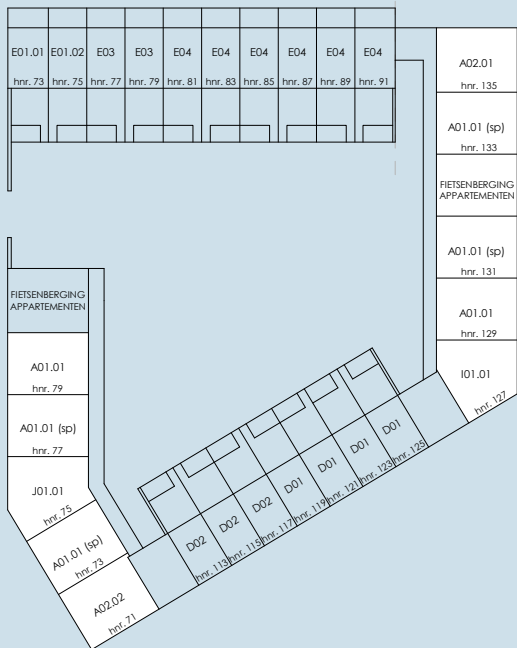 E01.01 E01.02 E03 E03 E04 E04 E04 E04 E04 E04
hnr. 73 hnr. 75 hnr. 77 hnr. 79 hnr. 81 hnr. 83 hnr. 85 hnr. 87 hnr. 89 hnr. 91
A02.01
hnr. 135
A01.01 (sp)
hnr. 133
FIETSENBERGING
APPARTEMENTEN
A01.01 (sp)
hnr. 131
A01.01
hnr. 129
I01.01
hnr. 127
FIETSENBERGING
APPARTEMENTEN
A01.01
hnr. 79
A01.01 (sp)
hnr. 77
J01.01
hnr. 75
A01.01 (sp)
hnr. 73
A02.02
hnr. 71
D02 D02 D02 D01 D01 D01 D01
hnr. 113 hnr. 115 hnr. 117 hnr. 119 hnr. 121 hnr. 123 hnr. 125